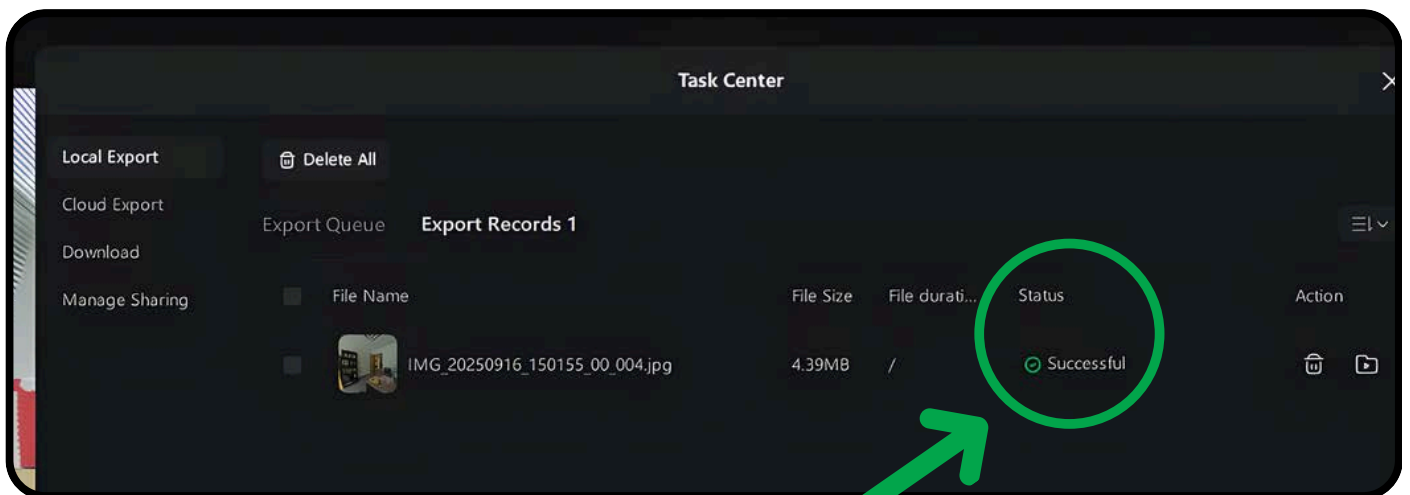 Task Center
Local Export
Delete All
Cloud Export
Export Queue Export Records 1
Download
Manage Sharing
File Name File Size File durati... Status Action
IMG_20250916_150155_00_004.jpg 4.39MB / Successful